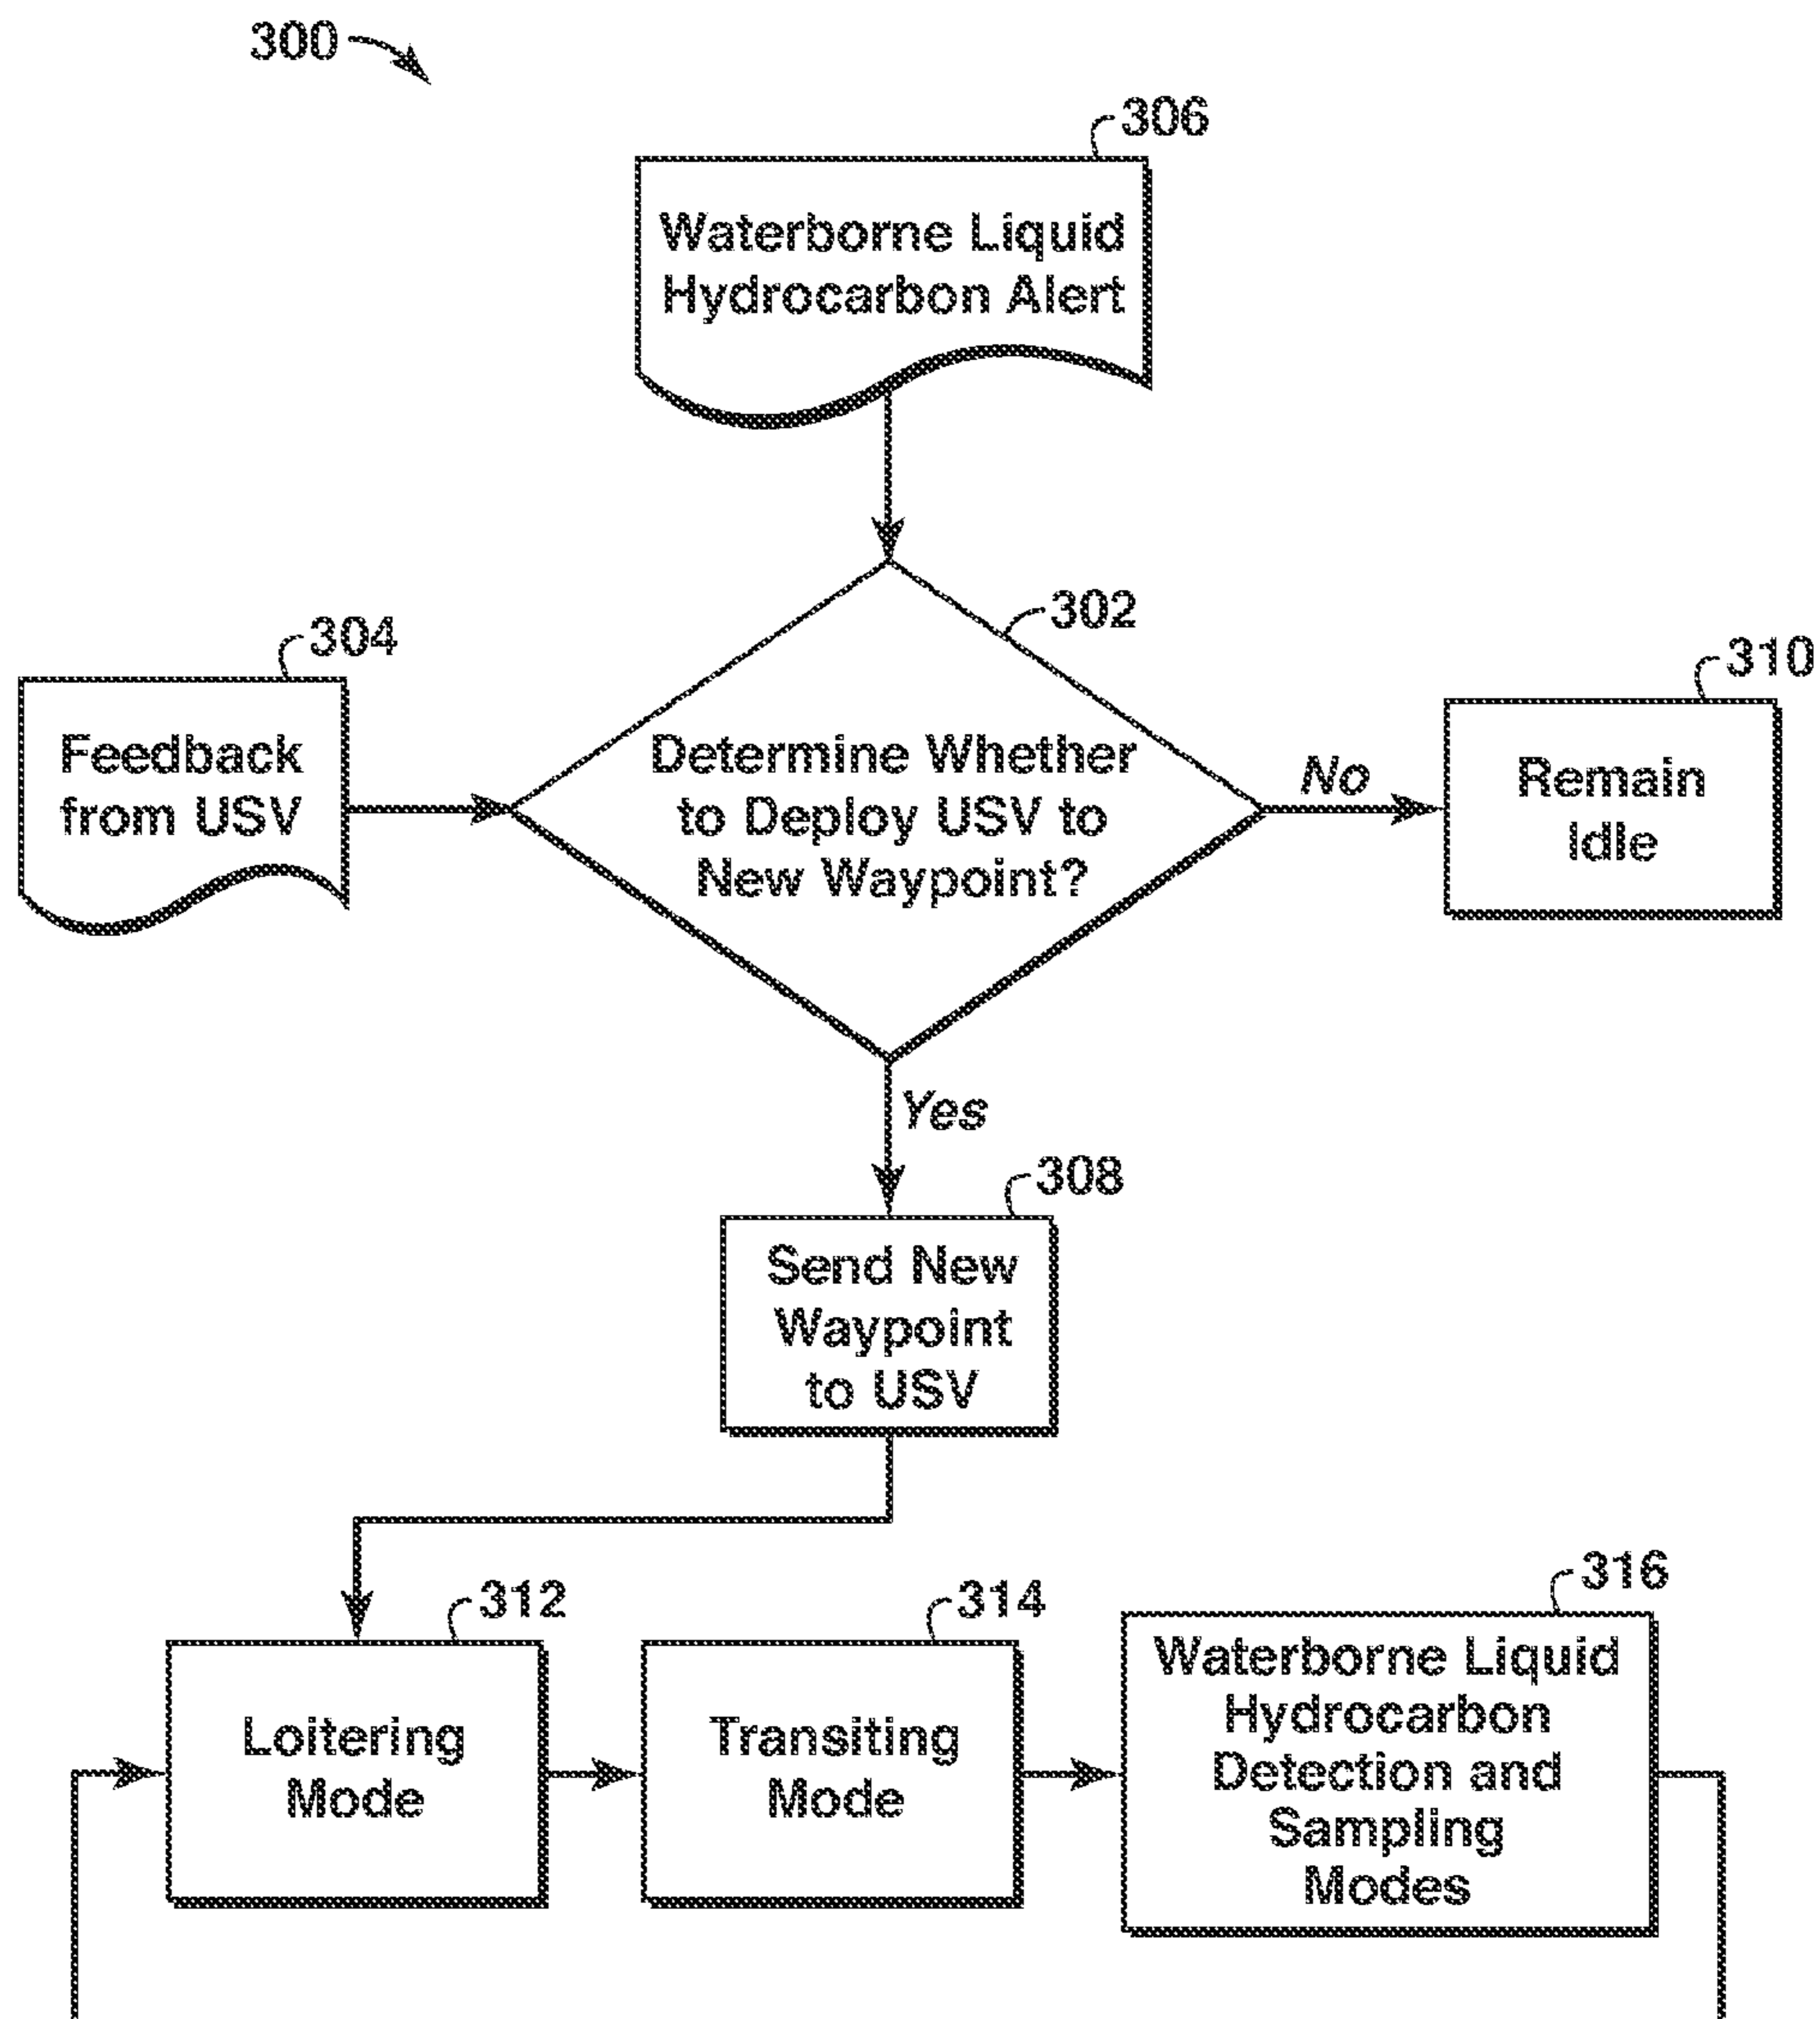 300
306
Waterborne Liquid
Hydrocarbon Alert
302
304
310
Feedback
from USV
Determine Whether
to Deploy USV to
New Waypoint?
No
Remain
Idle
Yes
308
Send New
Waypoint
to USV
312
314
316
Loitering
Mode
Transiting
Mode
Waterborne Liquid
Hydrocarbon
Detection and
Sampling
Modes